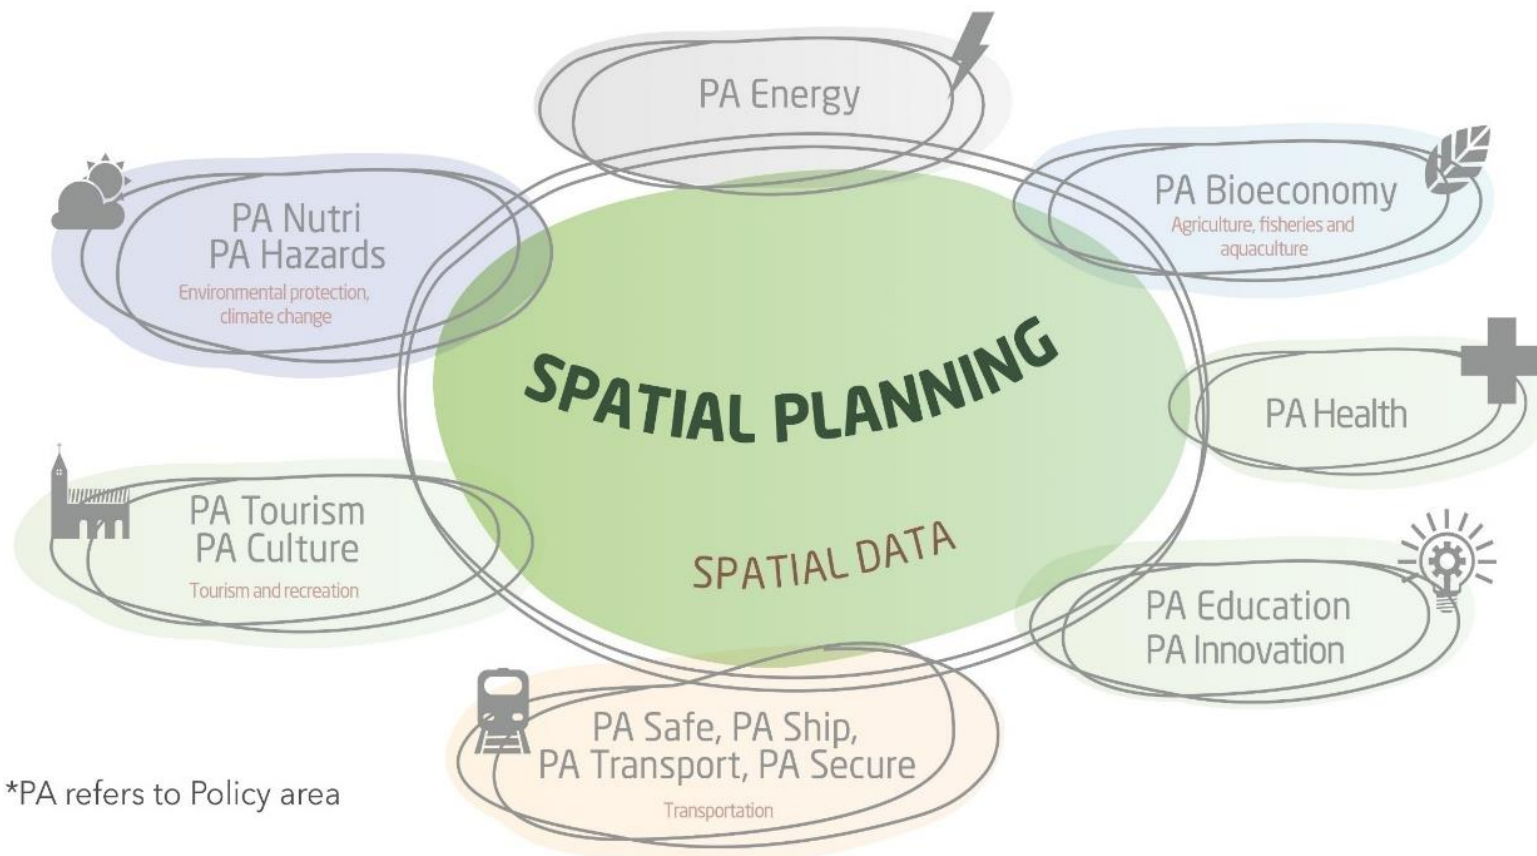 PA Energy
PA Nutri
PA Hazards
Environmental protection,
climate change
PA Bioeconomy
Agriculture, fisheries and
aquaculture
SPATIAL PLANNING
PA Health
PA Tourism
PA Culture
Tourism and recreation
SPATIAL DATA
PA Education
PA Innovation
PA Safe, PA Ship,
PA Transport, PA Secure
Transportation
*PA refers to Policy area